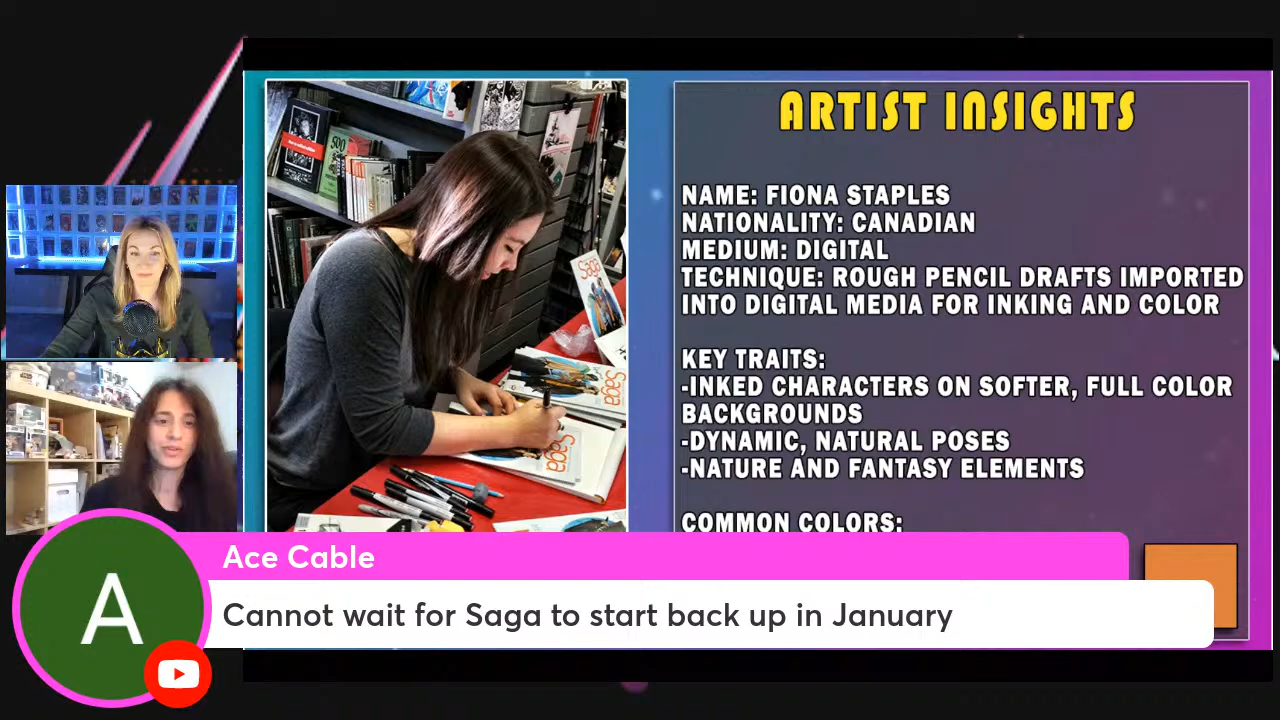 ARTIST INSIGHTS
NAME: FIONA STAPLES
NATIONALITY: CANADIAN
MEDIUM: DIGITAL
TECHNIQUE: ROUGH PENCIL DRAFTS IMPORTED
INTO DIGITAL MEDIA FOR INKING AND COLOR
KEY TRAITS:
-INKED CHARACTERS ON SOFTER, FULL COLOR
BACKGROUNDS
-DYNAMIC, NATURAL POSES
-NATURE AND FANTASY ELEMENTS
COMMON COLORS:
Saga
Saga
Saga
500
A
Ace Cable
Cannot wait for Saga to start back up in January